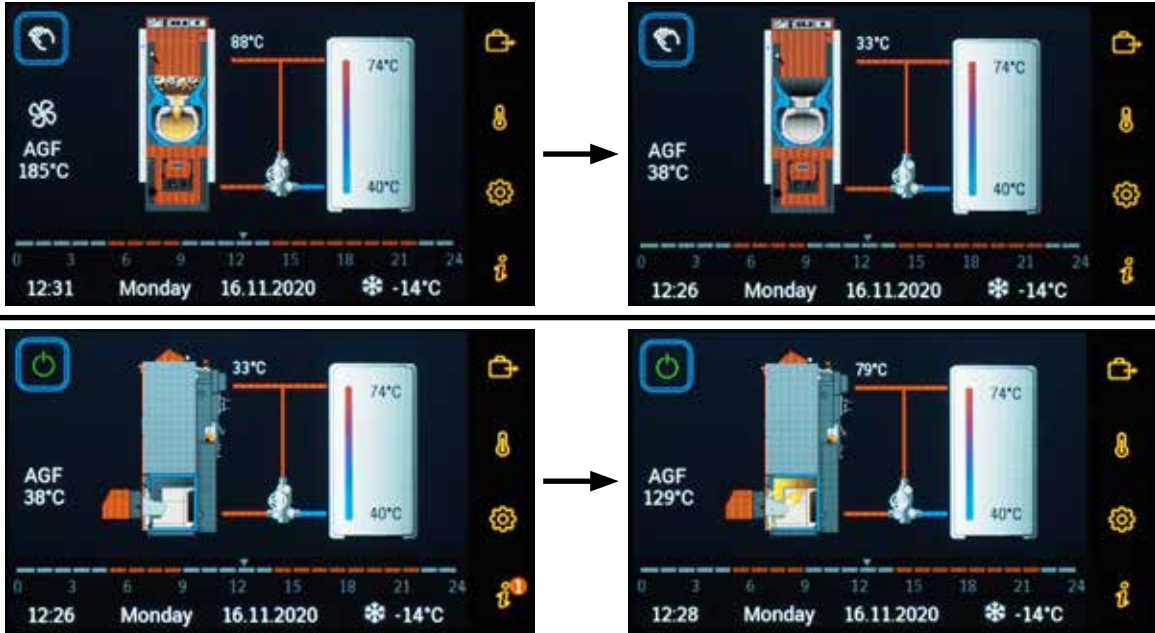 88°C
74°C
AGF
185°C
40°C
0 3 6 9 12 15 18 21 24
12:31 Monday 16.11.2020 -14°C
33°C
74°C
AGF
38°C
40°C
0 3 6 9 12 15 18 21 24
12:26 Monday 16.11.2020 -14°C
33°C
74°C
AGF
38°C
40°C
0 3 6 9 12 15 18 21 24
i 1
12:26 Monday 16.11.2020 -14°C
79°C
74°C
AGF
129°C
40°C
0 3 6 9 12 15 18 21 24
12:28 Monday 16.11.2020 -14°C